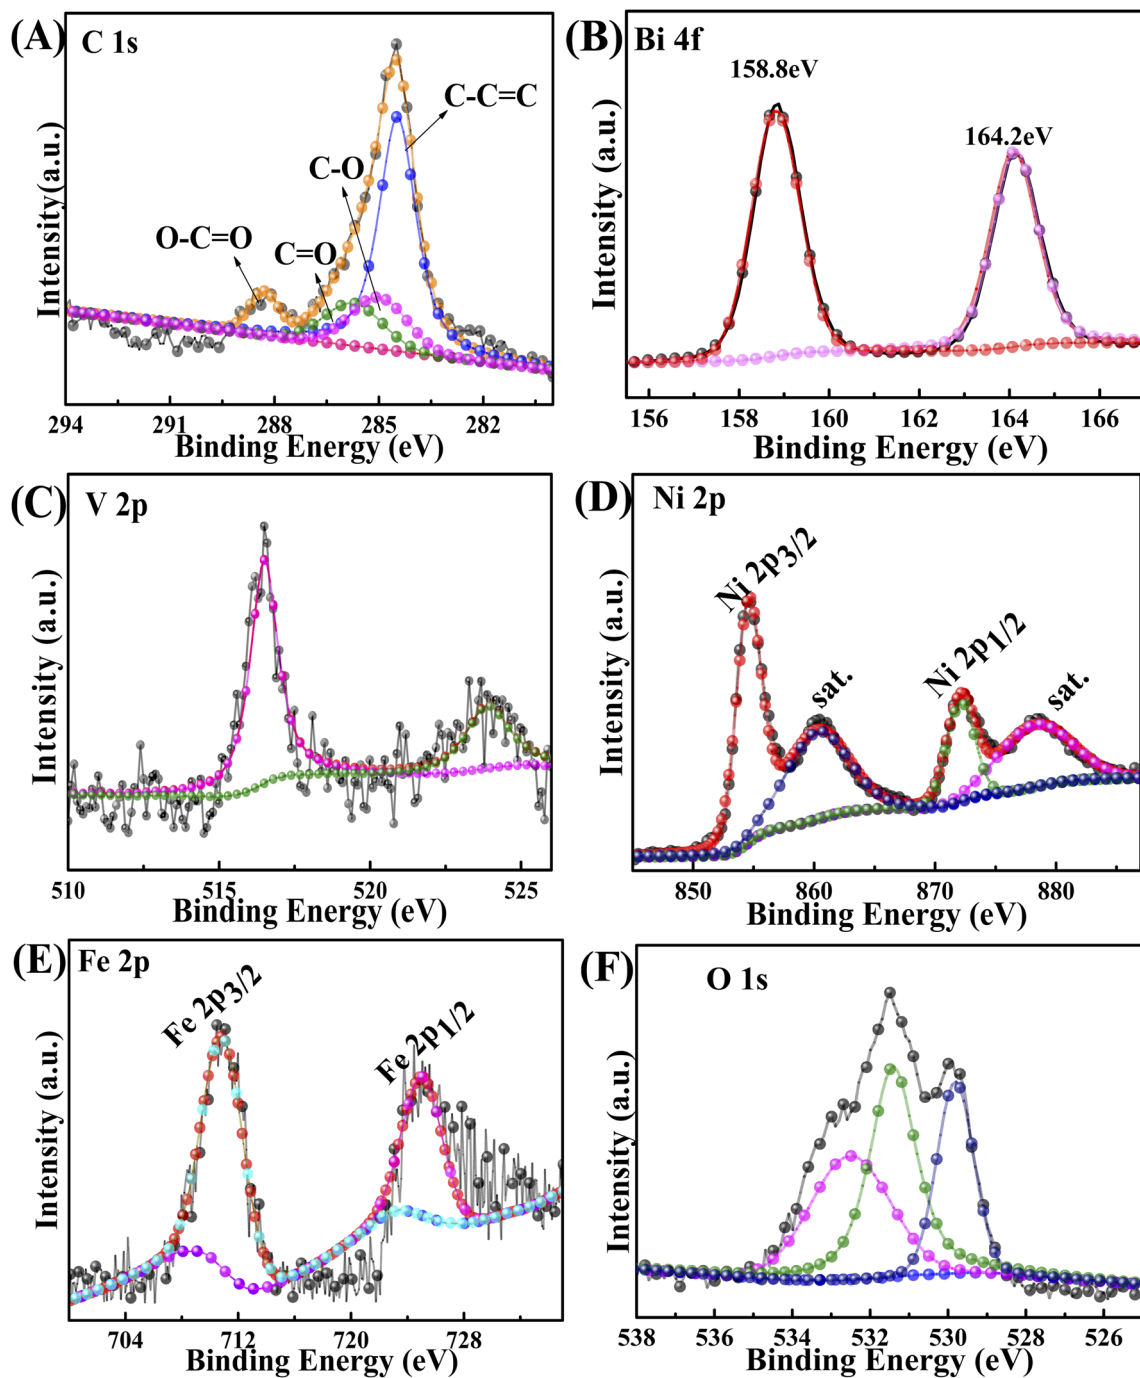 (A)
C 1s
C-C=C
C-O
O-C=O
C=O
Intensity(a.u.)
294 291 288 285 282
Binding Energy (eV)
(B)
Bi 4f
158.8eV
164.2eV
Intensity (a.u.)
156 158 160 162 164 166
Binding Energy (eV)
(C)
V 2p
Intensity (a.u.)
510 515 520 525
Binding Energy (eV)
(D)
Ni 2p
Ni 2p3/2
sat.
Ni 2p1/2
sat.
Intensity (a.u.)
850 860 870 880
Binding Energy (eV)
(E)
Fe 2p
Fe 2p3/2
Fe 2p1/2
Intensity (a.u.)
704 712 720 728
Binding Energy (eV)
(F)
O 1s
Intensity (a.u.)
538 536 534 532 530 528 526
Binding Energy (eV)